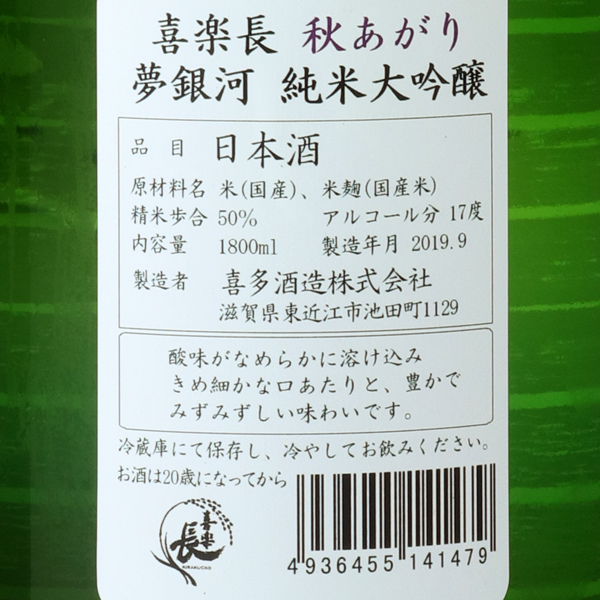 喜楽長 秋あがり
夢銀河 純米大吟醸
品目 日本酒
原材料名 米(国産)、米麹(国産米)
精米歩合 50% アルコール分 17度
内容量 1800ml 製造年月 2019.9
製造者 喜多酒造株式会社
滋賀県東近江市池田町1129
酸味がなめらかに溶け込み
きめ細かな口あたりと、豊かで
みずみずしい味わいです。
冷蔵庫にて保存し、冷やしてお飲みください。
お酒は20歳になってから
喜楽
長
KIRAKUCHO
4936455 141479